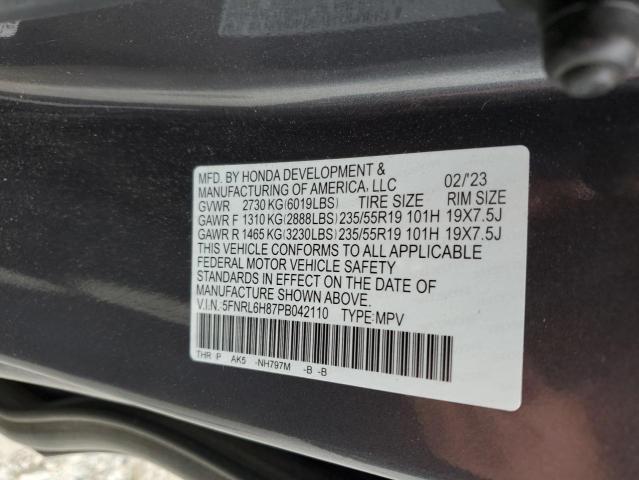 MFD. BY HONDA DEVELOPMENT &
MANUFACTURING OF AMERICA, LLC 02/'23
GVWR 2730 KG(6019LBS) TIRE SIZE RIM SIZE
GAWR F 1310 KG(2888LBS) 235/55R19 101H 19X7.5J
GAWR R 1465 KG(3230LBS) 235/55R19 101H 19X7.5J
THIS VEHICLE CONFORMS TO ALL APPLICABLE
FEDERAL MOTOR VEHICLE SAFETY
STANDARDS IN EFFECT ON THE DATE OF
MANUFACTURE SHOWN ABOVE.
V.I.N.:5FNRL6H87PB042110 TYPE:MPV
THR P AK5 -NH797M -B -B